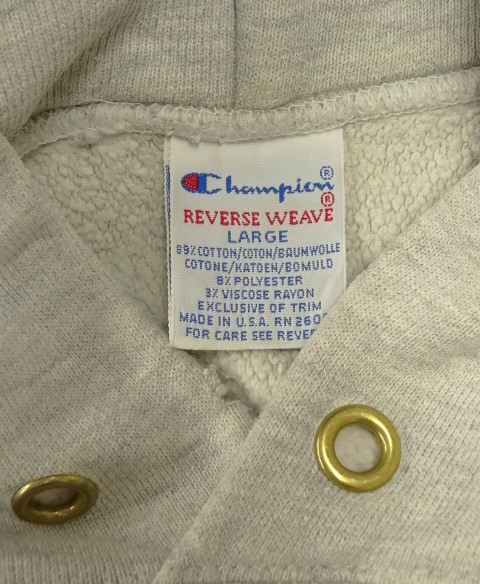 Champion®
REVERSE WEAVE®
LARGE
89% COTTON/COTON/BAUMWOLLE
COTONE/KATOEN/BOMULD
8% POLYESTER
3% VISCOSE RAYON
EXCLUSIVE OF TRIM
MADE IN U.S.A. RN
FOR CARE SEE